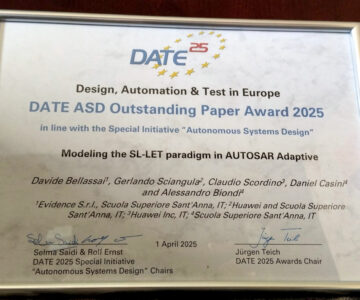 DATE 25
Design, Automation & Test in Europe
DATE ASD Outstanding Paper Award 2025
in line with the Special Initiative "Autonomous Systems Design"
Modeling the SL-LET paradigm in AUTOSAR Adaptive
Davide Bellassai¹, Gerlando Sciangula², Claudio Scordino³, Daniel Casini⁴
and Alessandro Biondi⁴
¹Evidence S.r.l., Scuola Superiore Sant'Anna, IT; ²Huawei and Scuola Superiore
Sant'Anna, IT; ³Huawei Inc, IT; ⁴Scuola Superiore Sant'Anna, IT
1 April 2025
Selma Saidi & Rolf Ernst
DATE 2025 Special Initiative
"Autonomous Systems Design" Chairs
Jürgen Teich
DATE 2025 Awards Chair